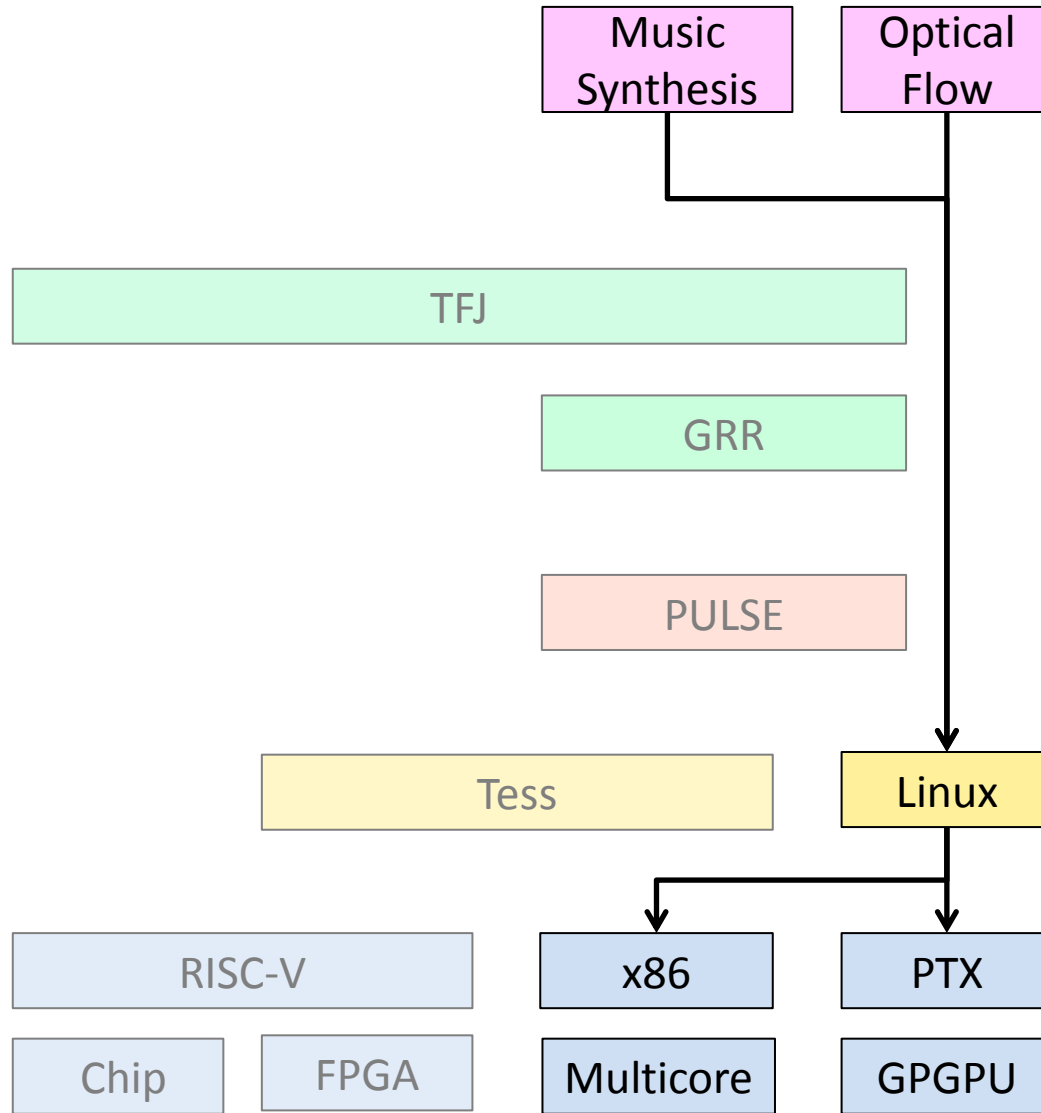 Music
Synthesis
Optical
Flow
TFJ
GRR
PULSE
Tess
Linux
RISC-V
x86
PTX
Chip
FPGA
Multicore
GPGPU